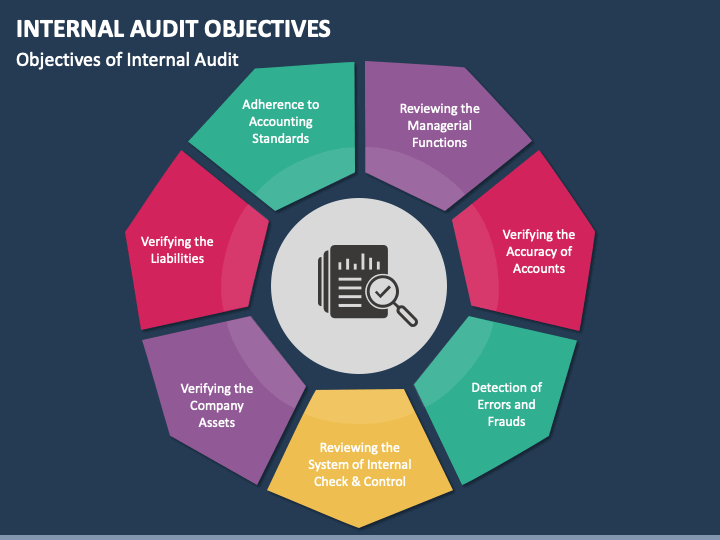 INTERNAL AUDIT OBJECTIVES
Objectives of Internal Audit
Adherence to
Accounting
Standards
Reviewing the
Managerial
Functions
Verifying the
Liabilities
Verifying the
Accuracy of
Accounts
Verifying the
Company
Assets
Detection of
Errors and
Frauds
Reviewing the
System of Internal
Check & Control